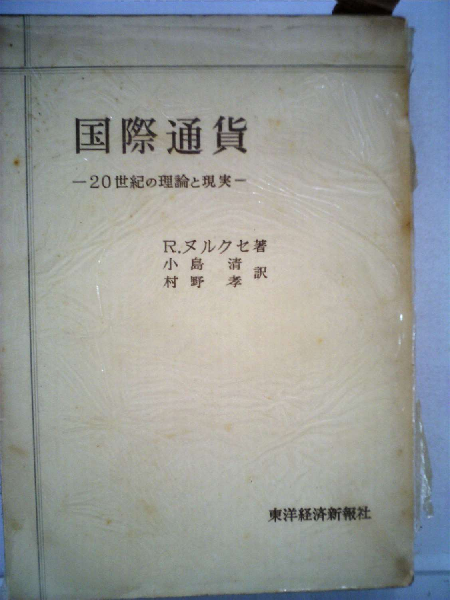 国際通貨
―20世紀の理論と現実―
R.ヌルクセ著
小島 清
村野 孝 訳
東洋経済新報社